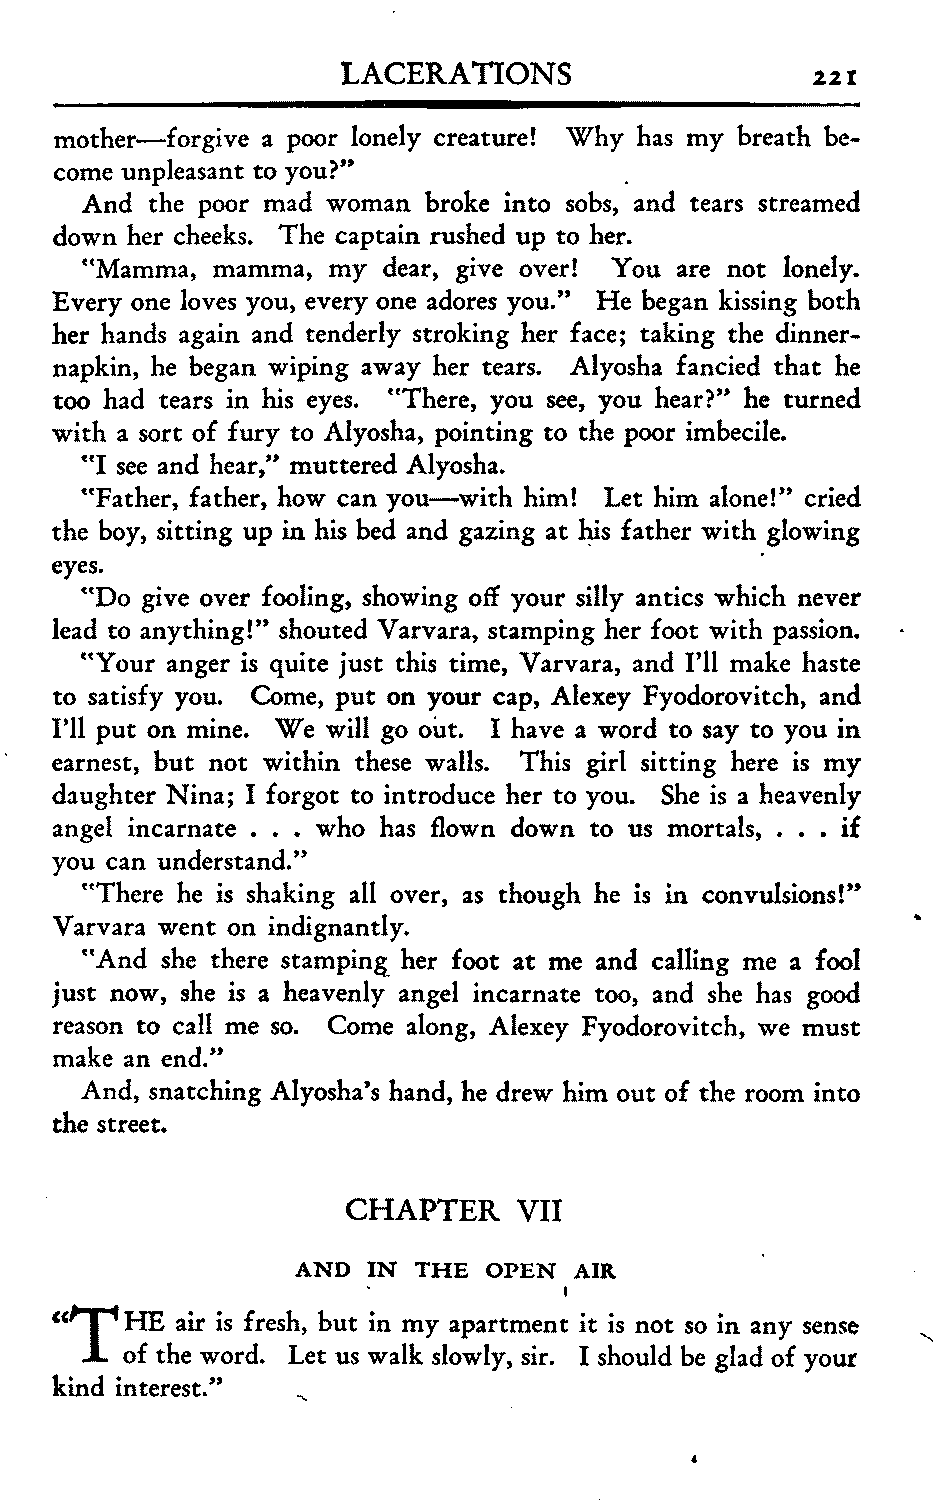 LACERATIONS 221
mother—forgive a poor lonely creature! Why has my breath be-
come unpleasant to you?"
And the poor mad woman broke into sobs, and tears streamed
down her cheeks. The captain rushed up to her.
"Mamma, mamma, my dear, give over! You are not lonely.
Every one loves you, every one adores you." He began kissing both
her hands again and tenderly stroking her face; taking the dinner-
napkin, he began wiping away her tears. Alyosha fancied that he
too had tears in his eyes. "There, you see, you hear?" he turned
with a sort of fury to Alyosha, pointing to the poor imbecile.
"I see and hear," muttered Alyosha.
"Father, father, how can you—with him! Let him alone!" cried
the boy, sitting up in his bed and gazing at his father with glowing
eyes.
"Do give over fooling, showing off your silly antics which never
lead to anything!" shouted Varvara, stamping her foot with passion.
"Your anger is quite just this time, Varvara, and I'll make haste
to satisfy you. Come, put on your cap, Alexey Fyodorovitch, and
I'll put on mine. We will go out. I have a word to say to you in
earnest, but not within these walls. This girl sitting here is my
daughter Nina; I forgot to introduce her to you. She is a heavenly
angel incarnate . . . who has flown down to us mortals, . . . if
you can understand."
"There he is shaking all over, as though he is in convulsions!"
Varvara went on indignantly.
"And she there stamping her foot at me and calling me a fool
just now, she is a heavenly angel incarnate too, and she has good
reason to call me so. Come along, Alexey Fyodorovitch, we must
make an end."
And, snatching Alyosha's hand, he drew him out of the room into
the street.
CHAPTER VII
AND IN THE OPEN AIR
"THE air is fresh, but in my apartment it is not so in any sense
of the word. Let us walk slowly, sir. I should be glad of your
kind interest."